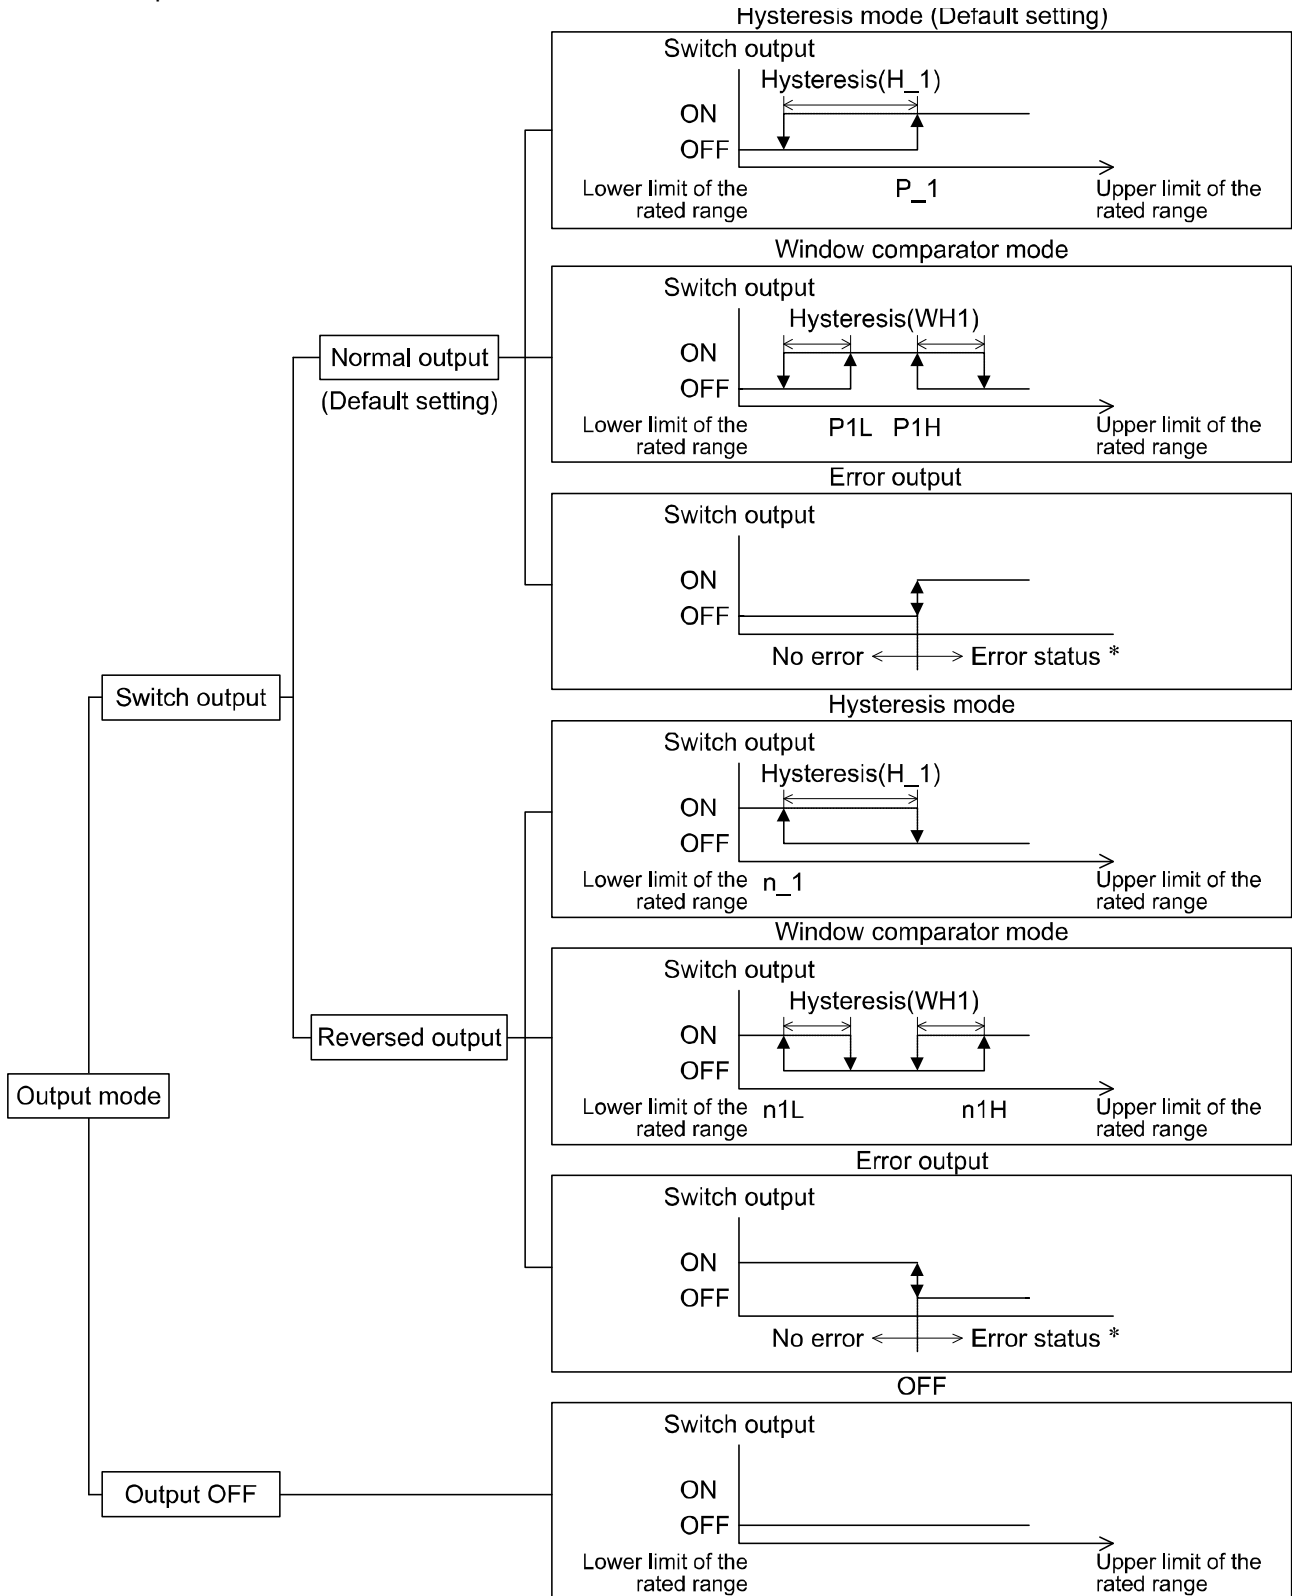 Hysteresis mode (Default setting)
Switch output
Hysteresis(H_1)
ON
OFF
P_1
Lower limit of the
rated range
Upper limit of the
rated range
Window comparator mode
Switch output
Hysteresis(WH1)
ON
OFF
P1L P1H
Lower limit of the
rated range
Upper limit of the
rated range
Normal output
(Default setting)
Error output
Switch output
ON
OFF
No error
Error status *
Switch output
Hysteresis mode
Switch output
Hysteresis(H_1)
ON
OFF
n_1
Lower limit of the
rated range
Upper limit of the
rated range
Window comparator mode
Switch output
Hysteresis(WH1)
ON
OFF
n1L n1H
Lower limit of the
rated range
Upper limit of the
rated range
Reversed output
Output mode
Error output
Switch output
ON
OFF
No error
Error status *
OFF
Switch output
ON
OFF
Lower limit of the
rated range
Upper limit of the
rated range
Output OFF